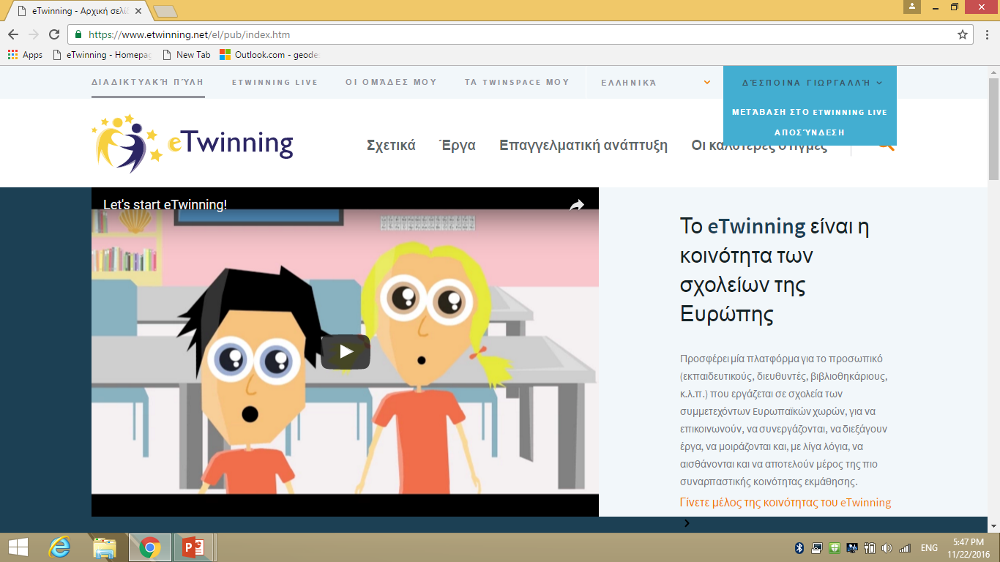 eTwinning - Αρχική σελίδ
https://www.etwinning.net/el/pub/index.htm
Apps eTwinning - Homepag New Tab Outlook.com - geode
ΔΙΑΔΙΚΤΥΑΚΉ ΠΎΛΗ ETWINNING LIVE ΟΙ ΟΜΆΔΕΣ ΜΟΥ ΤΑ TWINSPACE ΜΟΥ ΕΛΛΗΝΙΚΆ ΔΈΣΠΟΙΝΑ ΓΙΩΡΓΑΛΛΉ
ΜΕΤΆΒΑΣΗ ΣΤΟ ETWINNING LIVE
ΑΠΟΣΎΝΔΕΣΗ
eTwinning
Σχετικά Έργα Επαγγελματική ανάπτυξη Οι καλύτερες στιγμές
Let's start eTwinning!
Το eTwinning είναι η
κοινότητα των
σχολείων της
Ευρώπης
Προσφέρει μία πλατφόρμα για το προσωπικό
(εκπαιδευτικούς, διευθυντές, βιβλιοθηκάριους,
κ.λ.π.) που εργάζεται σε σχολεία των
συμμετεχόντων Ευρωπαϊκών χωρών, για να
επικοινωνούν, να συνεργάζονται, να διεξάγουν
έργα, να μοιράζονται και, με λίγα λόγια, να
αισθάνονται και να αποτελούν μέρος της πιο
συναρπαστικής κοινότητας εκμάθησης.
Γίνετε μέλος της κοινότητας του eTwinning
ENG
5:47 PM
11/22/2016